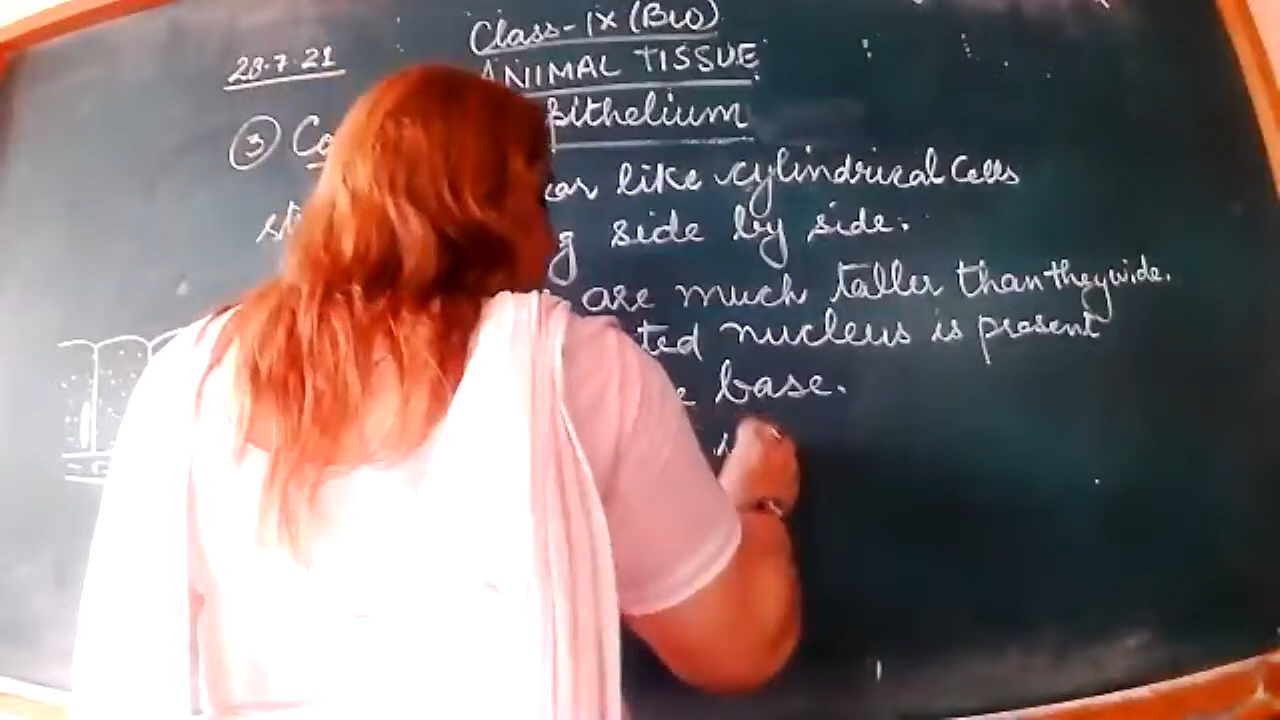 Class-IX (Bio)
28.7.21
ANIMAL TISSUE
③ Co pithelium
ar like cylindrical Cells
st g side by side.
are much taller than they wide.
ted nucleus is present
e base.